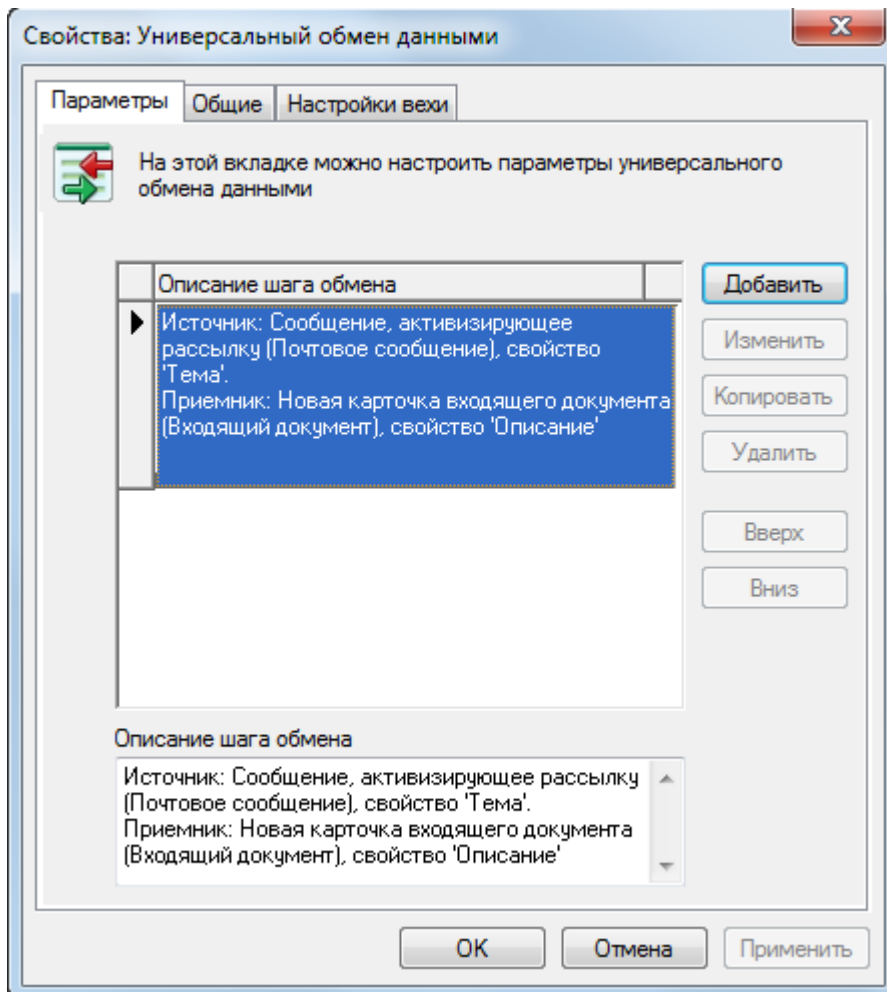 Свойства: Универсальный обмен данными
Параметры
Общие
Настройки вехи
На этой вкладке можно настроить параметры универсального
обмена данными
Описание шага обмена
Источник: Сообщение, активизирующее
рассылку (Почтовое сообщение), свойство
'Тема'.
Приемник: Новая карточка входящего документа
(Входящий документ), свойство 'Описание'
Добавить
Изменить
Копировать
Удалить
Вверх
Вниз
Описание шага обмена
Источник: Сообщение, активизирующее рассылку
(Почтовое сообщение), свойство 'Тема'.
Приемник: Новая карточка входящего документа
(Входящий документ), свойство 'Описание'
OK
Отмена
Применить